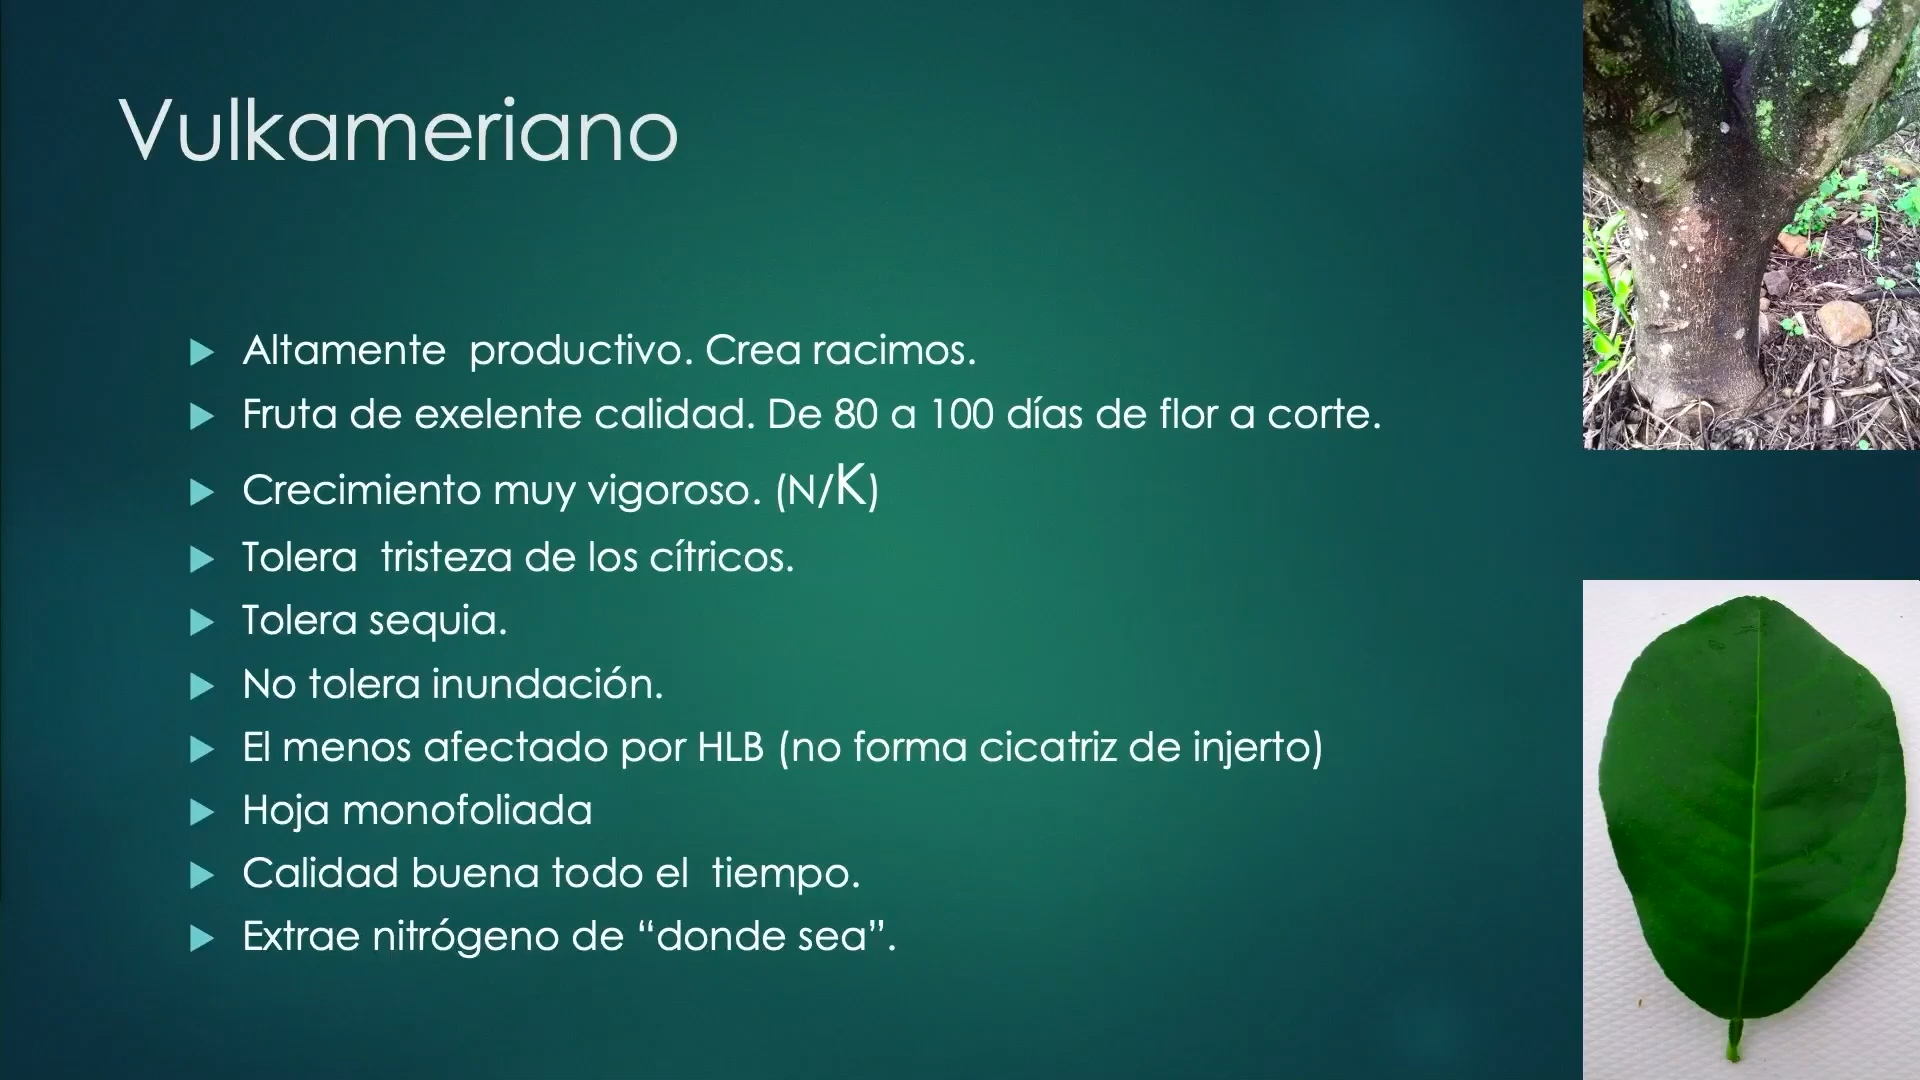 Vulkameriano
Altamente productivo. Crea racimos.
Fruta de exelente calidad. De 80 a 100 días de flor a corte.
Crecimiento muy vigoroso. (N/K)
Tolera tristeza de los cítricos.
Tolera sequia.
No tolera inundación.
El menos afectado por HLB (no forma cicatriz de injerto)
Hoja monofoliada
Calidad buena todo el tiempo.
Extrae nitrógeno de “donde sea”.